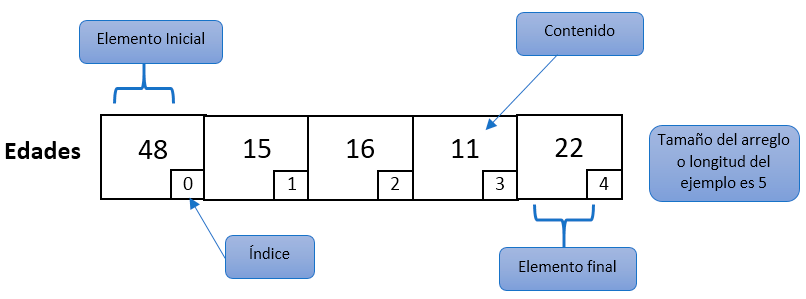 Elemento Inicial
Contenido
Edades
48
0
15
1
16
2
11
3
22
4
Tamaño del arreglo
o longitud del
ejemplo es 5
Índice
Elemento final